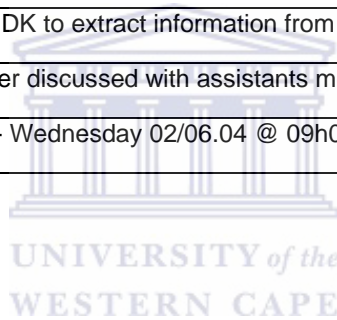 DK to extract information from
er discussed with assistants m
- Wednesday 02/06.04 @ 09h0
UNIVERSITY of the
WESTERN CAPE